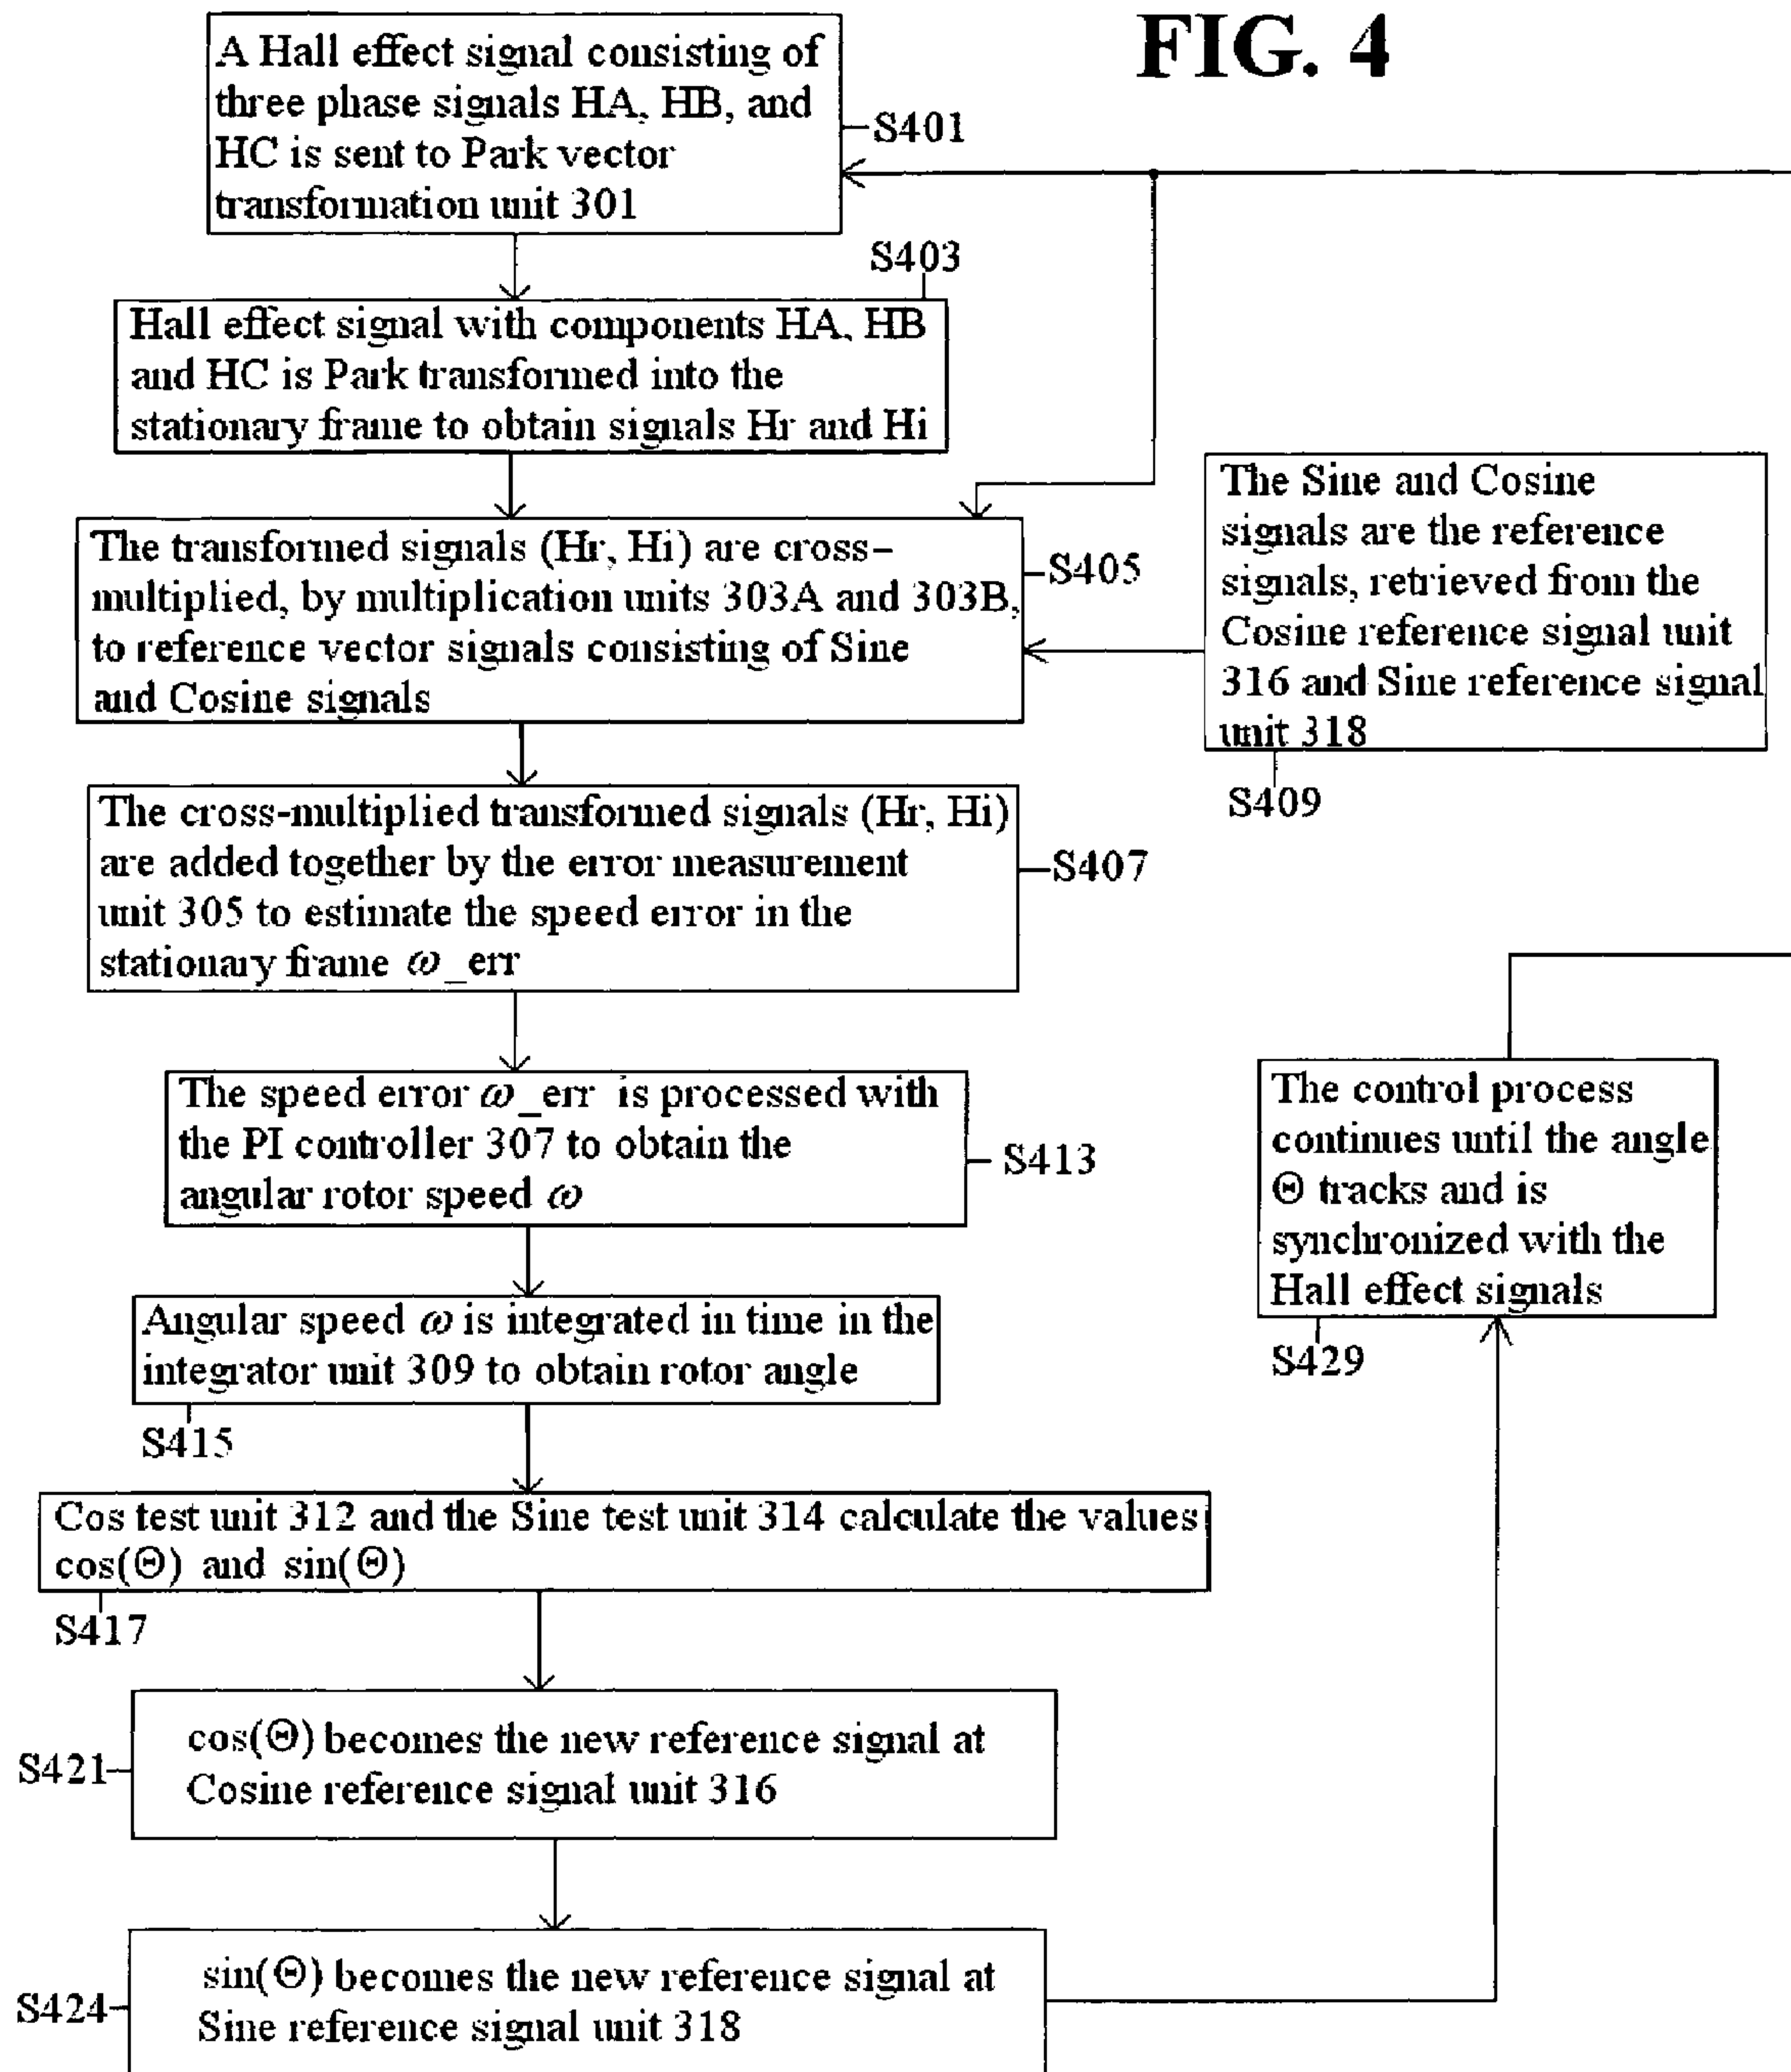 FIG. 4
A Hall effect signal consisting of
three phase signals HA, HB, and
HC is sent to Park vector
transformation unit 301
S401
S403
Hall effect signal with components HA, HB
and HC is Park transformed into the
stationary frame to obtain signals Hr and Hi
The transformed signals (Hr, Hi) are cross-
multiplied, by multiplication units 303A and 303B,
to reference vector signals consisting of Sine
and Cosine signals
S405
The Sine and Cosine
signals are the reference
signals, retrieved from the
Cosine reference signal unit
316 and Sine reference signal
unit 318
S409
The cross-multiplied transformed signals (Hr, Hi)
are added together by the error measurement
unit 305 to estimate the speed error in the
stationary frame ω_err
S407
The speed error ω_err is processed with
the PI controller 307 to obtain the
angular rotor speed ω
S413
The control process
continues until the angle
Θ tracks and is
synchronized with the
Hall effect signals
S429
Angular speed ω is integrated in time in the
integrator unit 309 to obtain rotor angle
S415
Cos test unit 312 and the Sine test unit 314 calculate the values
cos(Θ) and sin(Θ)
S417
cos(Θ) becomes the new reference signal at
Cosine reference signal unit 316
S421
sin(Θ) becomes the new reference signal at
Sine reference signal unit 318
S424